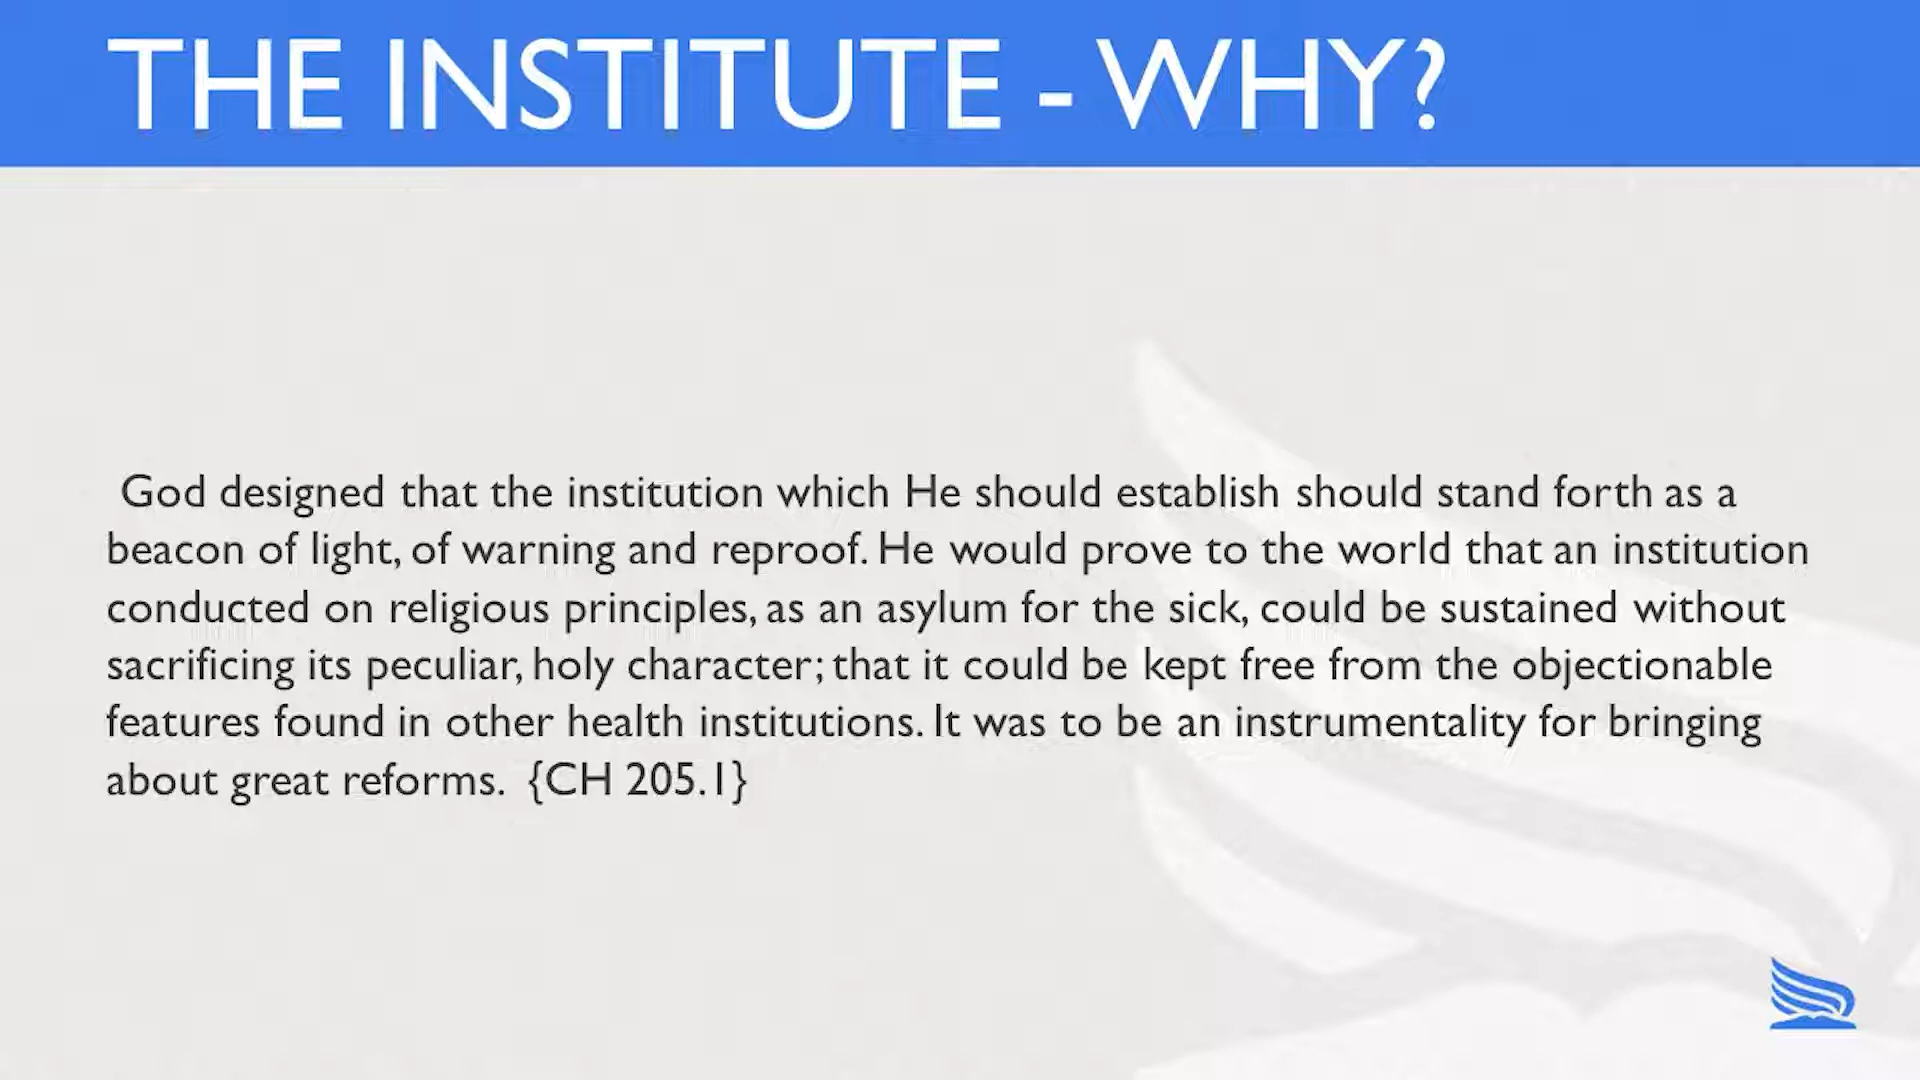 THE INSTITUTE - WHY?
God designed that the institution which He should establish should stand forth as a
beacon of light, of warning and reproof. He would prove to the world that an institution
conducted on religious principles, as an asylum for the sick, could be sustained without
sacrificing its peculiar, holy character; that it could be kept free from the objectionable
features found in other health institutions. It was to be an instrumentality for bringing
about great reforms.  {CH 205.1}